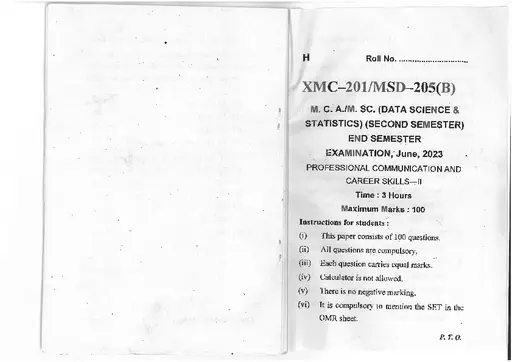 H Roll No. ..............................
XMC–201/MSD–205(B)
M. C. A./M. SC. (DATA SCIENCE &
STATISTICS) (SECOND SEMESTER)
END SEMESTER
EXAMINATION, June, 2023
PROFESSIONAL COMMUNICATION AND
CAREER SKILLS—II
Time : 3 Hours
Maximum Marks : 100
Instructions for students :
(i) This paper consists of 100 questions.
(ii) All questions are compulsory.
(iii) Each question carries equal marks.
(iv) Calculator is not allowed.
(v) There is no negative marking.
(vi) It is compulsory to mention the SET in the
OMR sheet.
P. T. O.